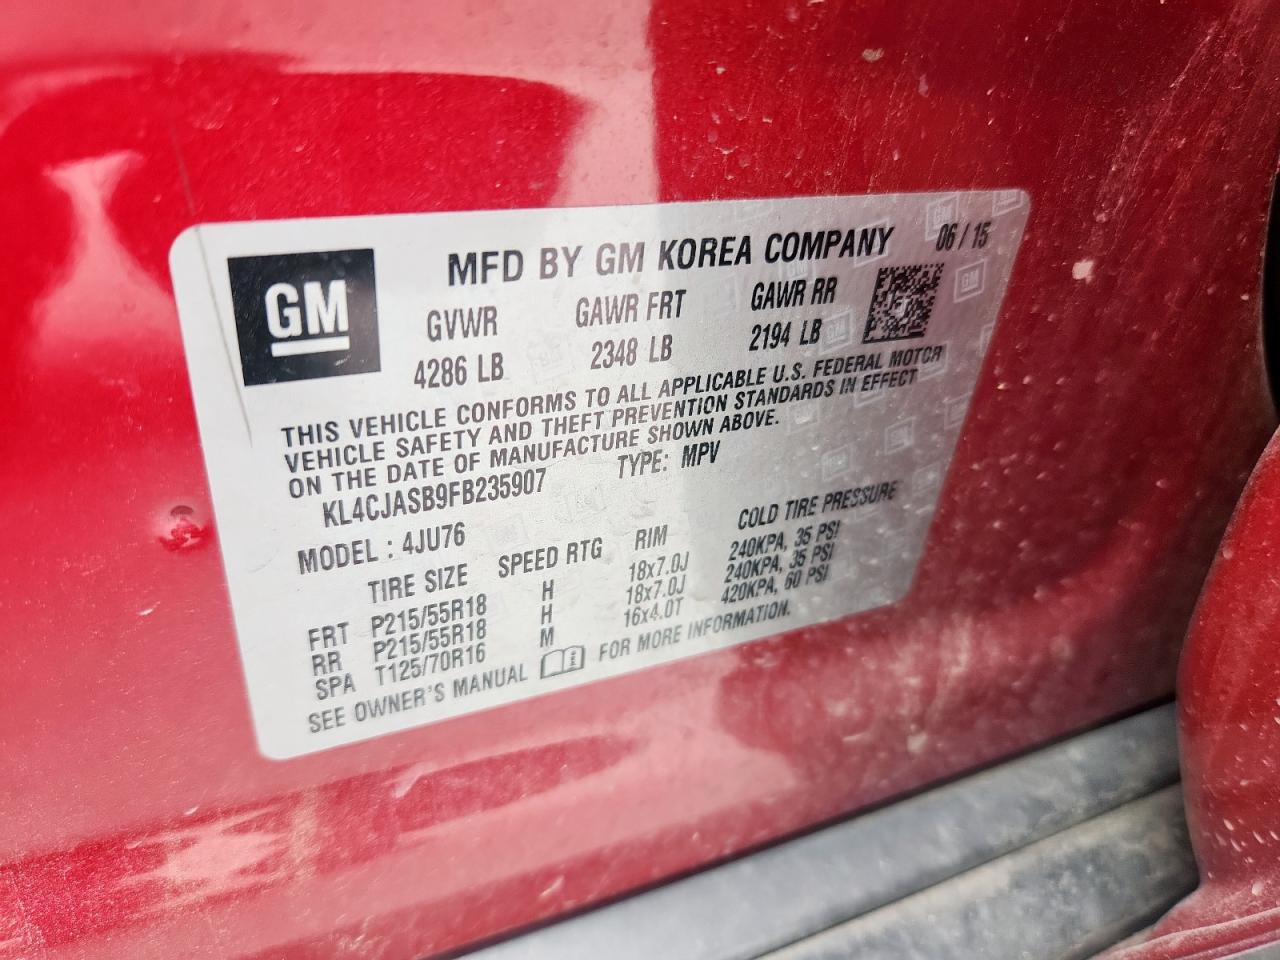 GM
MFD BY GM KOREA COMPANY 06 / 15
GVWR GAWR FRT GAWR RR
4286 LB 2348 LB 2194 LB
THIS VEHICLE CONFORMS TO ALL APPLICABLE U.S. FEDERAL MOTOR
VEHICLE SAFETY AND THEFT PREVENTION STANDARDS IN EFFECT
ON THE DATE OF MANUFACTURE SHOWN ABOVE.
KL4CJASB9FB235907 TYPE: MPV
MODEL : 4JU76
TIRE SIZE SPEED RTG RIM COLD TIRE PRESSURE
FRT P215/55R18 H 18x7.0J 240KPA, 35 PSI
RR P215/55R18 H 18x7.0J 240KPA, 35 PSI
SPA T125/70R16 M 16x4.0T 420KPA, 60 PSI
SEE OWNER'S MANUAL FOR MORE INFORMATION.